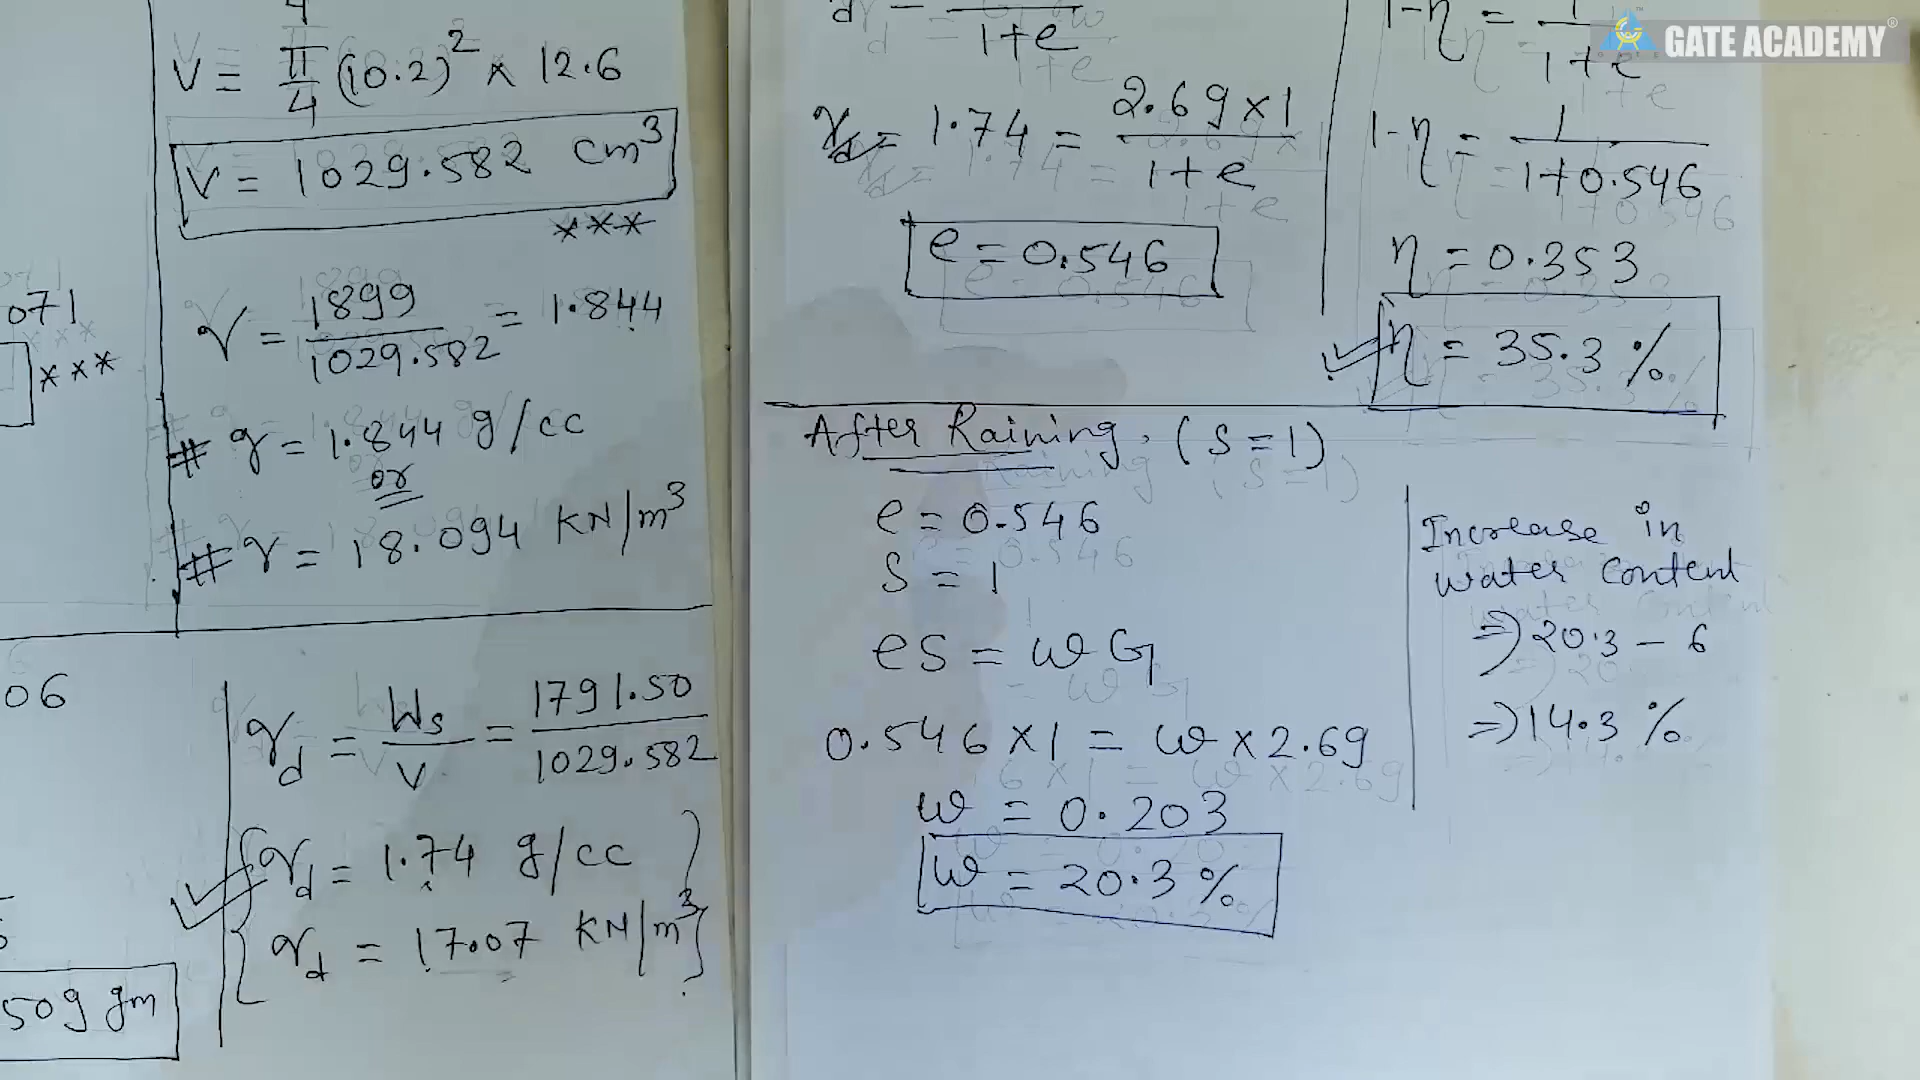 V = π/4 (10.2)² × 12.6
V = 1029.582 cm³
***
γ = 1899/1029.582 = 1.844
# γ = 1.844 g/cc
or
# γ = 18.094 KN/m³
071
***
06
γd = Ws/V = 1791.50/1029.582
γd = 1.74 g/cc
γd = 17.07 KN/m³
509 gm
1+e
γd = 1.74 = 2.69×1/1+e
e = 0.546
1-η = 1/1+e
1-η = 1/1+0.546
η = 0.353
η = 35.3 %
After Raining, (S=1)
e = 0.546
S = 1
eS = wG
0.546×1 = w×2.69
w = 0.203
w = 20.3 %
Increase in
water content
⇒ 20.3 - 6
⇒ 14.3 %
GATE ACADEMY®